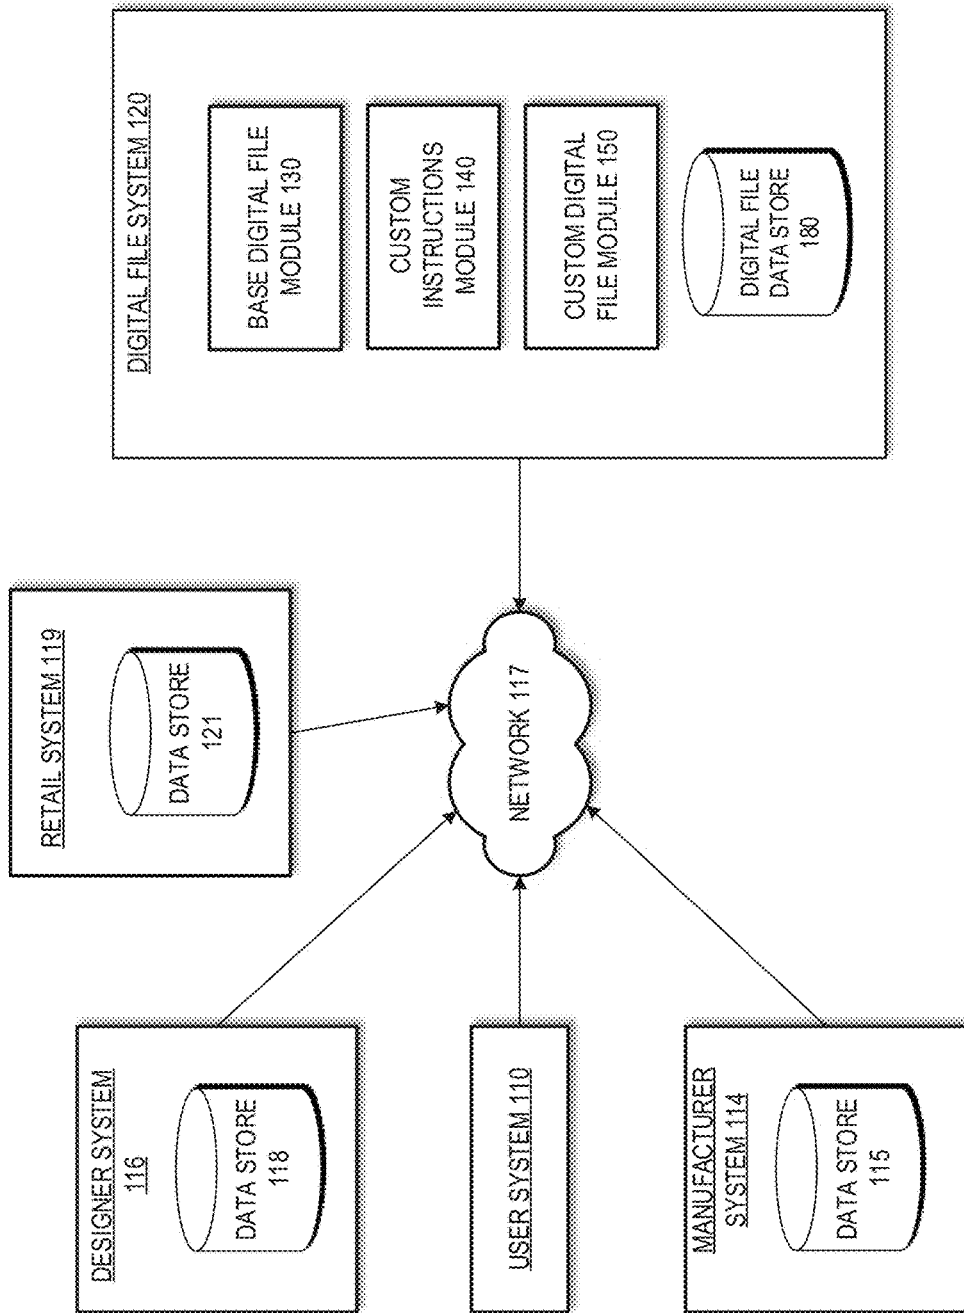 DESIGNER SYSTEM
116
DATA STORE
118
USER SYSTEM 110
MANUFACTURER
SYSTEM 114
DATA STORE
115
RETAIL SYSTEM 119
DATA STORE
121
NETWORK 117
DIGITAL FILE SYSTEM 120
BASE DIGITAL FILE
MODULE 130
CUSTOM
INSTRUCTIONS
MODULE 140
CUSTOM DIGITAL
FILE MODULE 150
DIGITAL FILE
DATA STORE
180